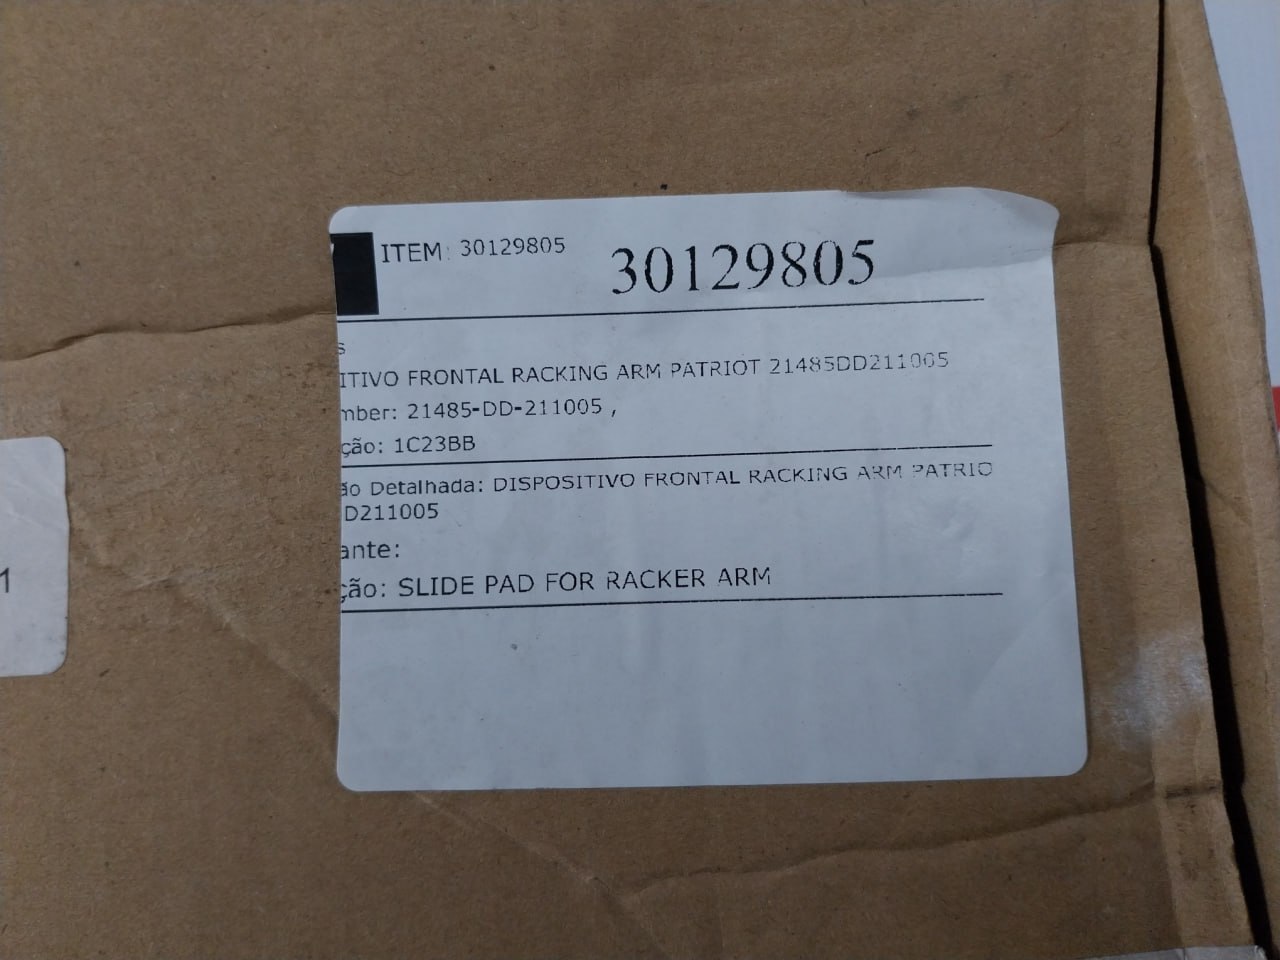 ITEM: 30129805
30129805
s
ITIVO FRONTAL RACKING ARM PATRIOT 21485DD211005
mber: 21485-DD-211005 ,
ção: 1C23BB
ão Detalhada: DISPOSITIVO FRONTAL RACKING ARM PATRIO
D211005
ante:
ção: SLIDE PAD FOR RACKER ARM
1